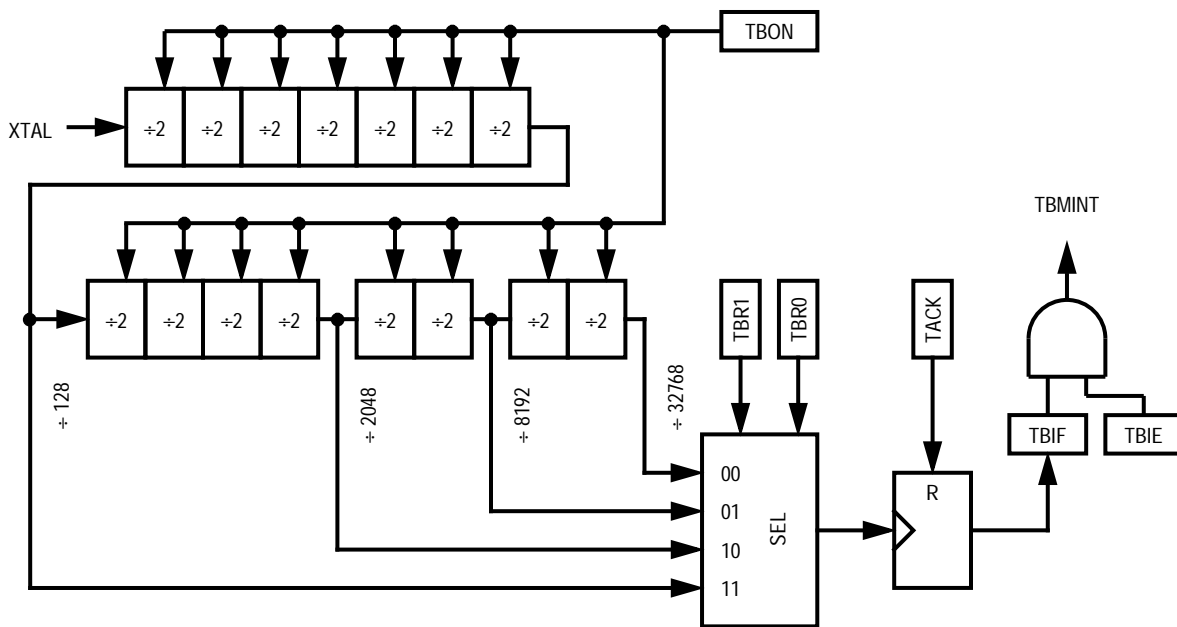 TBON
XTAL
÷2 ÷2 ÷2 ÷2 ÷2 ÷2 ÷2
TBMINT
÷2 ÷2 ÷2 ÷2 ÷2 ÷2 ÷2 ÷2
TBR1
TBR0
TACK
÷ 128
÷ 2048
÷ 8192
÷ 32768
TBIF
TBIE
00
01
10
11
SEL
R